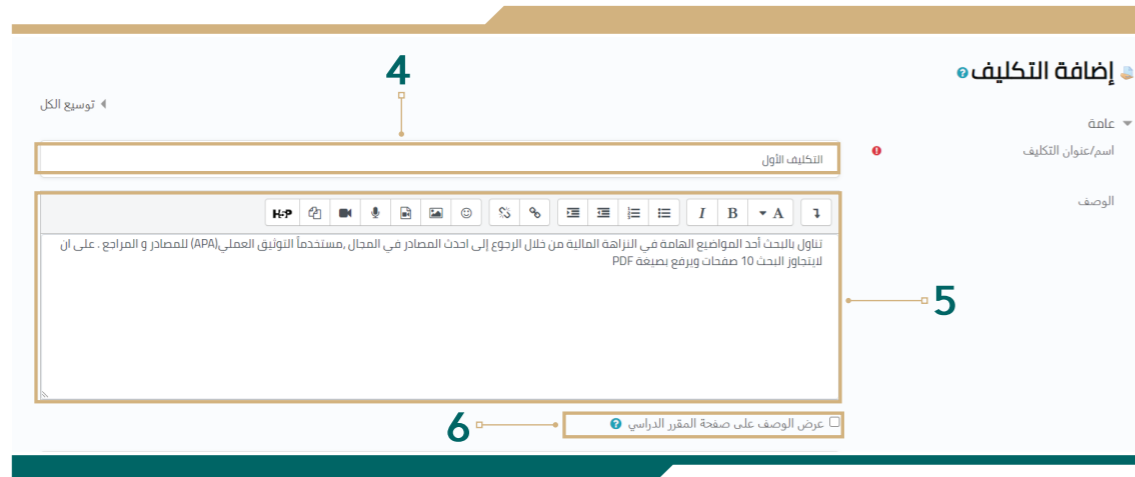 إضافة التكليف
4
توسيع الكل
عامة
اسم/عنوان التكليف
التكليف الأول
الوصف
H5P I B A
تناول بالبحث أحد المواضيع الهامة في النزاهة المالية من خلال الرجوع إلى احدث المصادر في المجال ,مستخدماً التوثيق العملي(APA) للمصادر و المراجع . على ان
لايتجاوز البحث 10 صفحات ويرفع بصيغة PDF
5
عرض الوصف على صفحة المقرر الدراسي
6